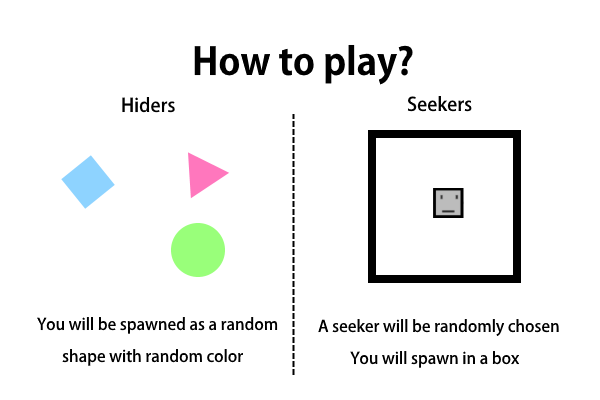 How to play?
Hiders
You will be spawned as a random
shape with random color
Seekers
A seeker will be randomly chosen
You will spawn in a box